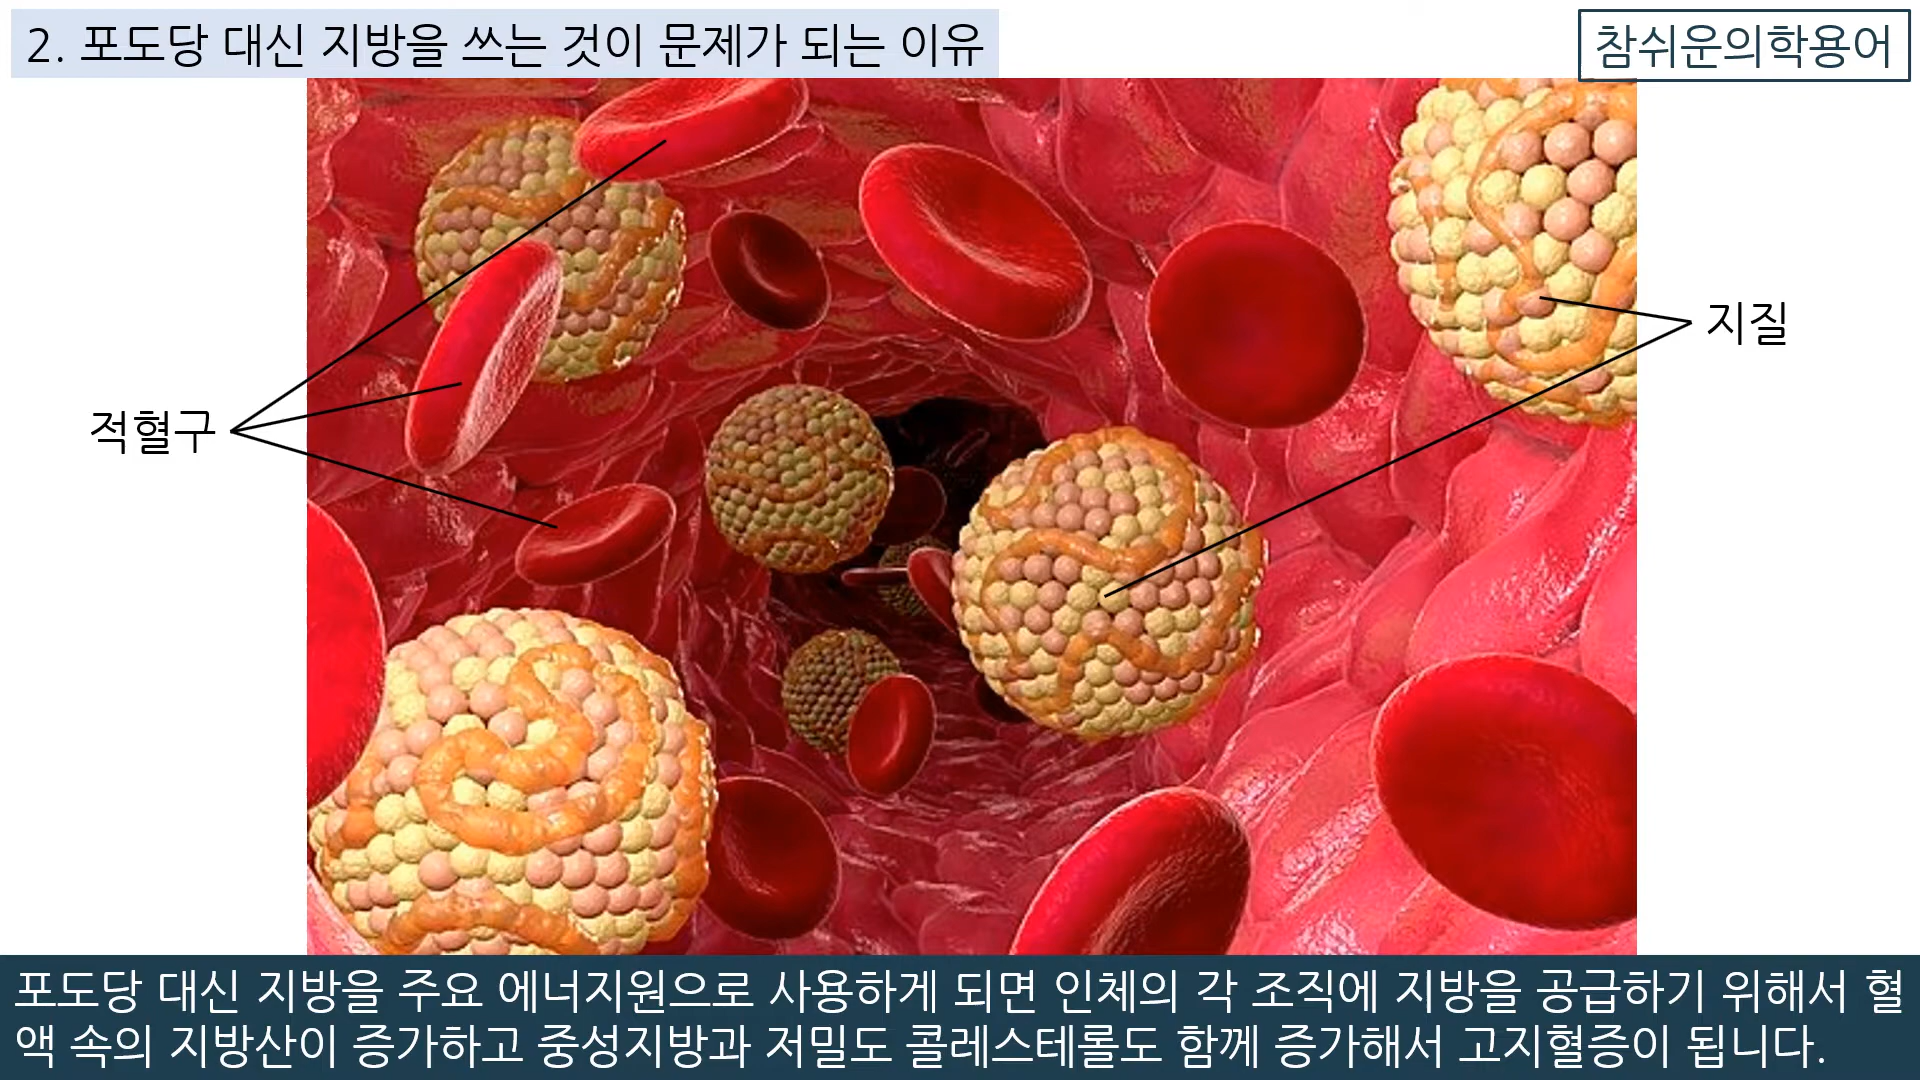 2. 포도당 대신 지방을 쓰는 것이 문제가 되는 이유
참쉬운의학용어
지질
적혈구
포도당 대신 지방을 주요 에너지원으로 사용하게 되면 인체의 각 조직에 지방을 공급하기 위해서 혈
액 속의 지방산이 증가하고 중성지방과 저밀도 콜레스테롤도 함께 증가해서 고지혈증이 됩니다.